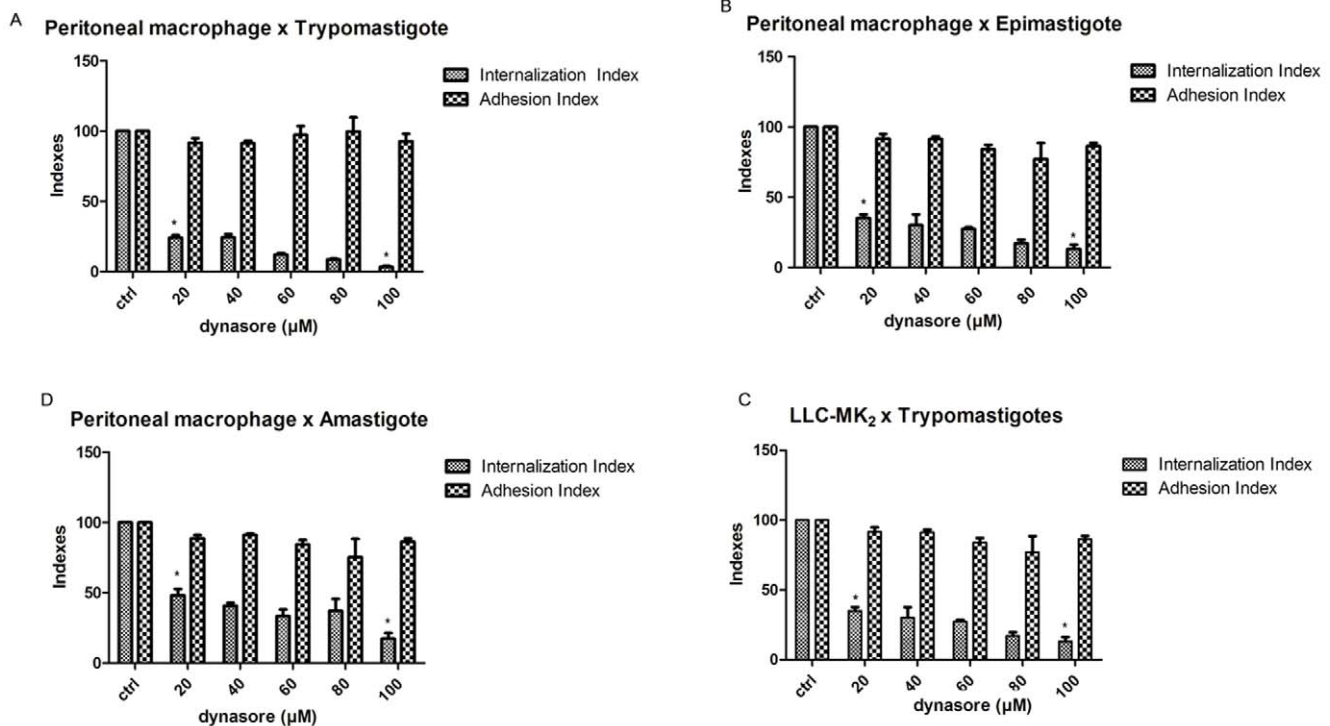 A
Peritoneal macrophage x Trypomastigote
150
100
50
0
Indexes
*
*
ctrl
20
40
60
80
100
dynasore (µM)
Internalization Index
Adhesion Index
B
Peritoneal macrophage x Epimastigote
150
100
50
0
Indexes
*
*
ctrl
20
40
60
80
100
dynasore (µM)
Internalization Index
Adhesion Index
D
Peritoneal macrophage x Amastigote
150
100
50
0
Indexes
*
*
ctrl
20
40
60
80
100
dynasore (µM)
Internalization Index
Adhesion Index
C
LLC-MK₂ x Trypomastigotes
150
100
50
0
Indexes
*
*
ctrl
20
40
60
80
100
dynasore (µM)
Internalization Index
Adhesion Index